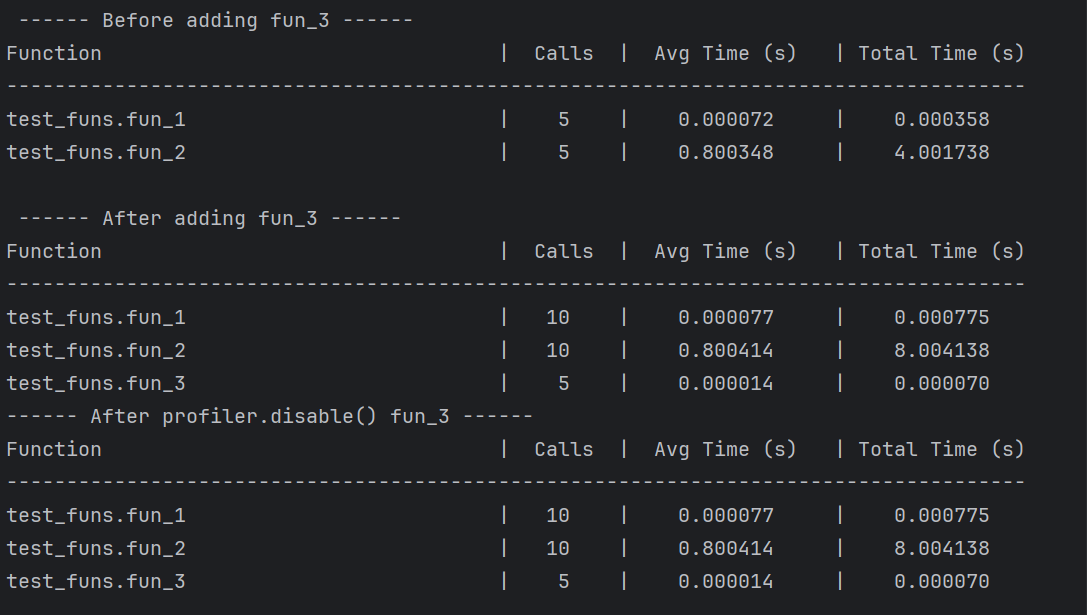 ------ Before adding fun_3 ------
Function                                 |  Calls  |  Avg Time (s)   | Total Time (s)
-------------------------------------------------------------------------------------
test_funs.fun_1                          |    5    |    0.000072     |    0.000358
test_funs.fun_2                          |    5    |    0.800348     |    4.001738
------ After adding fun_3 ------
Function                                 |  Calls  |  Avg Time (s)   | Total Time (s)
-------------------------------------------------------------------------------------
test_funs.fun_1                          |   10    |    0.000077     |    0.000775
test_funs.fun_2                          |   10    |    0.800414     |    8.004138
test_funs.fun_3                          |    5    |    0.000014     |    0.000070
------ After profiler.disable() fun_3 ------
Function                                 |  Calls  |  Avg Time (s)   | Total Time (s)
-------------------------------------------------------------------------------------
test_funs.fun_1                          |   10    |    0.000077     |    0.000775
test_funs.fun_2                          |   10    |    0.800414     |    8.004138
test_funs.fun_3                          |    5    |    0.000014     |    0.000070